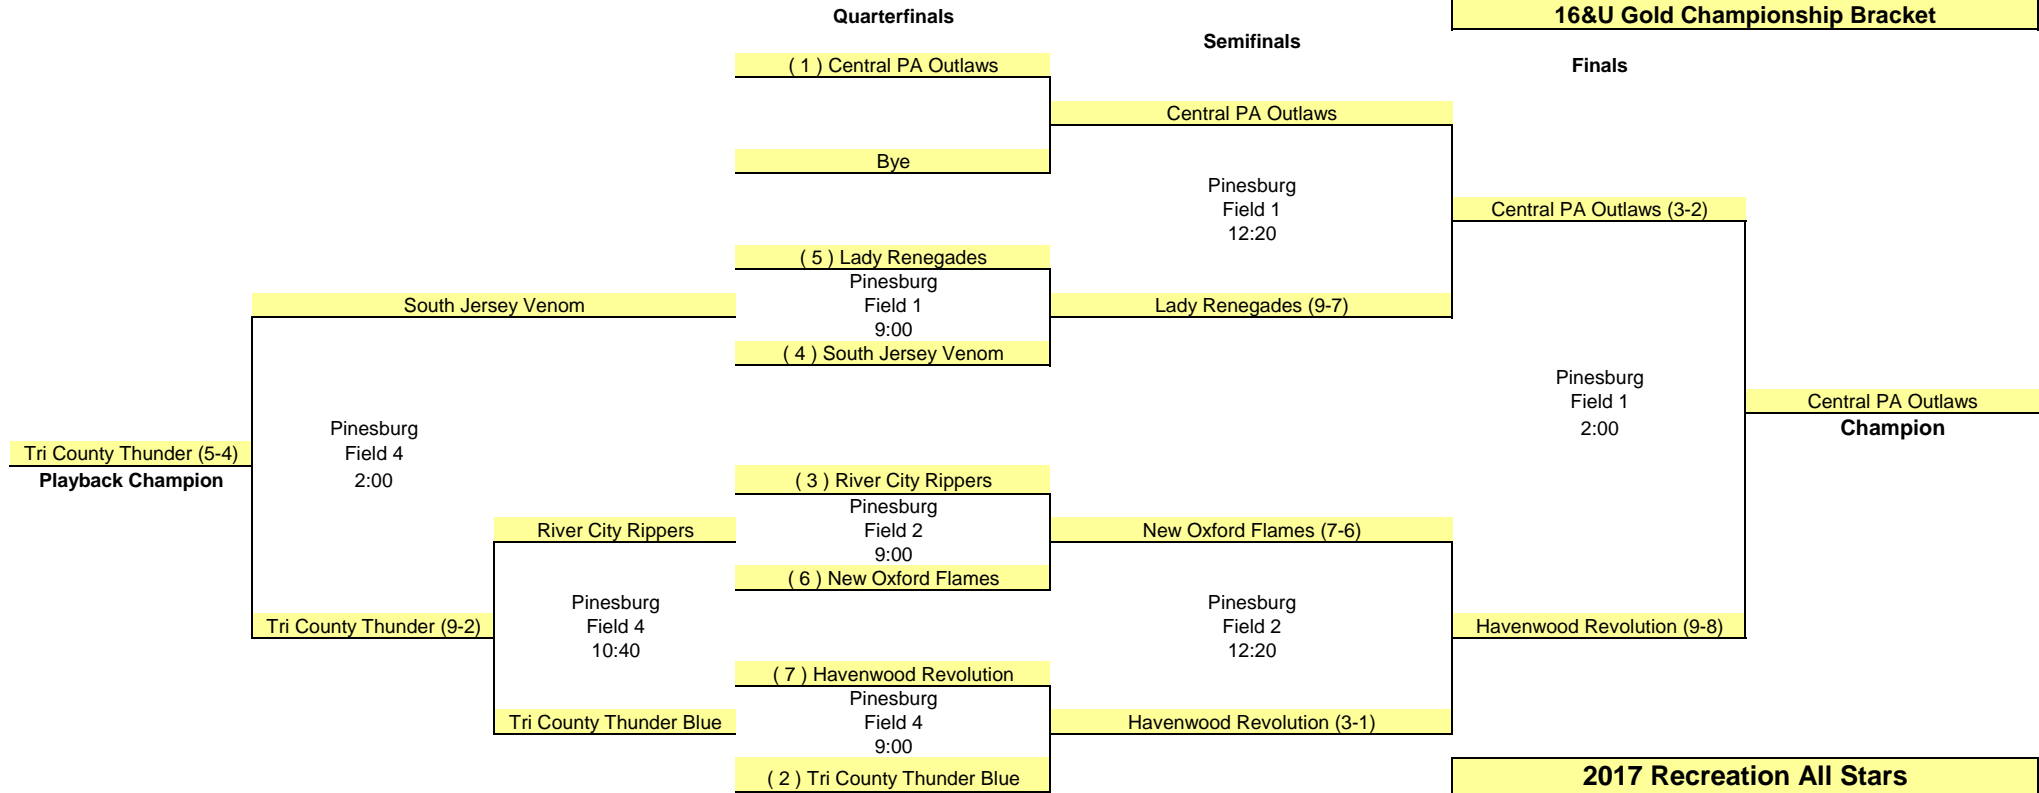 Quarterfinals
16&U Gold Championship Bracket
Semifinals
Finals
( 1 ) Central PA Outlaws
Central PA Outlaws
Bye
Pinesburg
Field 1
12:20
Central PA Outlaws (3-2)
( 5 ) Lady Renegades
Pinesburg
Field 1
9:00
South Jersey Venom
Lady Renegades (9-7)
( 4 ) South Jersey Venom
Pinesburg
Field 1
2:00
Central PA Outlaws
Champion
Pinesburg
Field 4
2:00
Tri County Thunder (5-4)
Playback Champion
( 3 ) River City Rippers
Pinesburg
Field 2
9:00
River City Rippers
New Oxford Flames (7-6)
( 6 ) New Oxford Flames
Pinesburg
Field 4
10:40
Pinesburg
Field 2
12:20
Tri County Thunder (9-2)
Havenwood Revolution (9-8)
( 7 ) Havenwood Revolution
Pinesburg
Field 4
9:00
Tri County Thunder Blue
Havenwood Revolution (3-1)
( 2 ) Tri County Thunder Blue
2017 Recreation All Stars